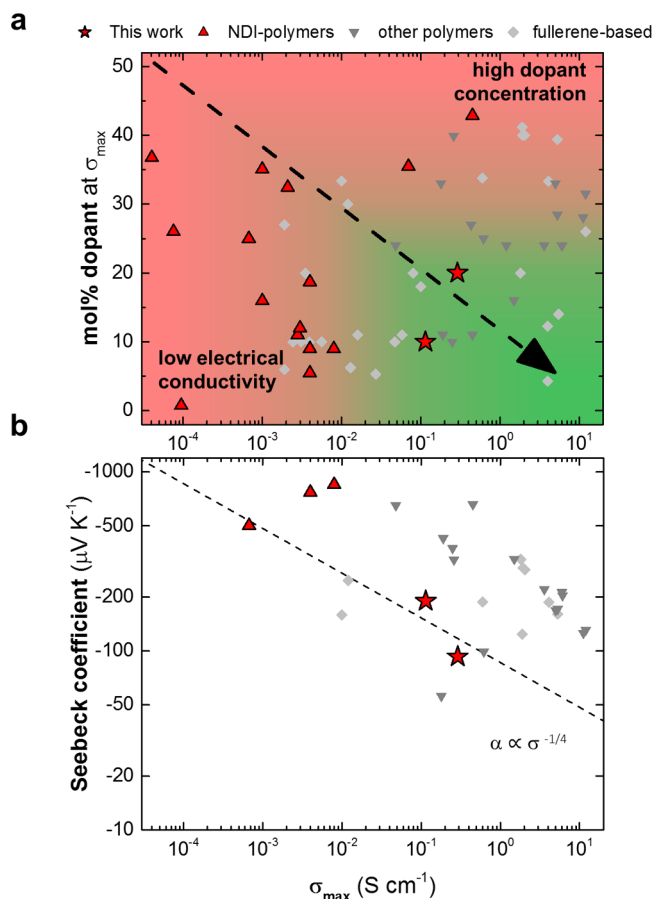 a
This work NDI-polymers other polymers fullerene-based
50
40
30
20
10
0
mol% dopant at σmax
high dopant
concentration
low electrical
conductivity
10⁻⁴ 10⁻³ 10⁻² 10⁻¹ 10⁰ 10¹
b
-1000
-500
-200
-100
-50
-20
-10
Seebeck coefficient (μV K⁻¹)
α ∝ σ ⁻¹/⁴
10⁻⁴ 10⁻³ 10⁻² 10⁻¹ 10⁰ 10¹
σmax (S cm⁻¹)